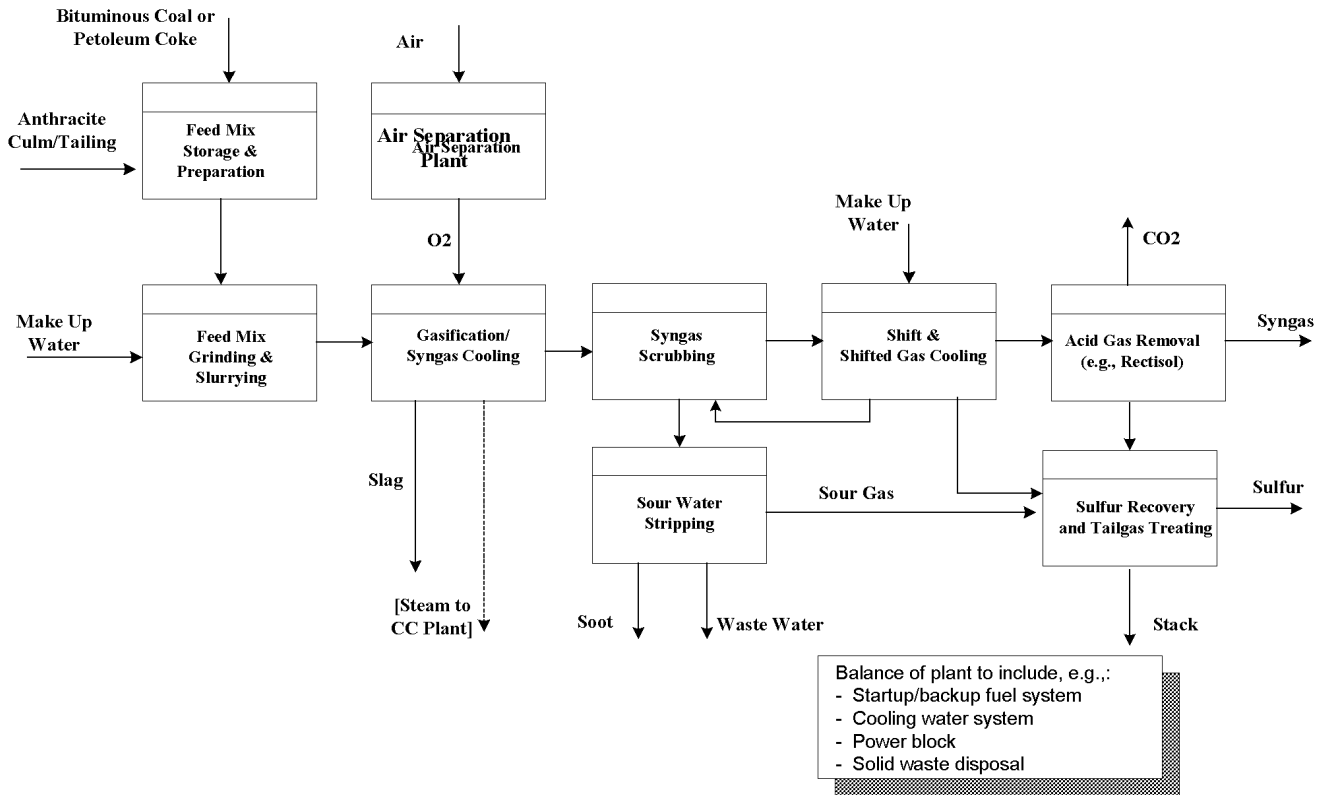 Bituminous Coal or
Petoleum Coke
Air
Anthracite
Culm/Tailing
Feed Mix
Storage &
Preparation
Air Separation
Plant
Air Separation
O2
Make Up
Water
CO2
Make Up
Water
Feed Mix
Grinding &
Slurrying
Gasification/
Syngas Cooling
Syngas
Scrubbing
Shift &
Shifted Gas Cooling
Acid Gas Removal
(e.g., Rectisol)
Syngas
Slag
Sour Water
Stripping
Sour Gas
Sulfur Recovery
and Tailgas Treating
Sulfur
[Steam to
CC Plant]
Soot
Waste Water
Stack
Balance of plant to include, e.g.,:
- Startup/backup fuel system
- Cooling water system
- Power block
- Solid waste disposal